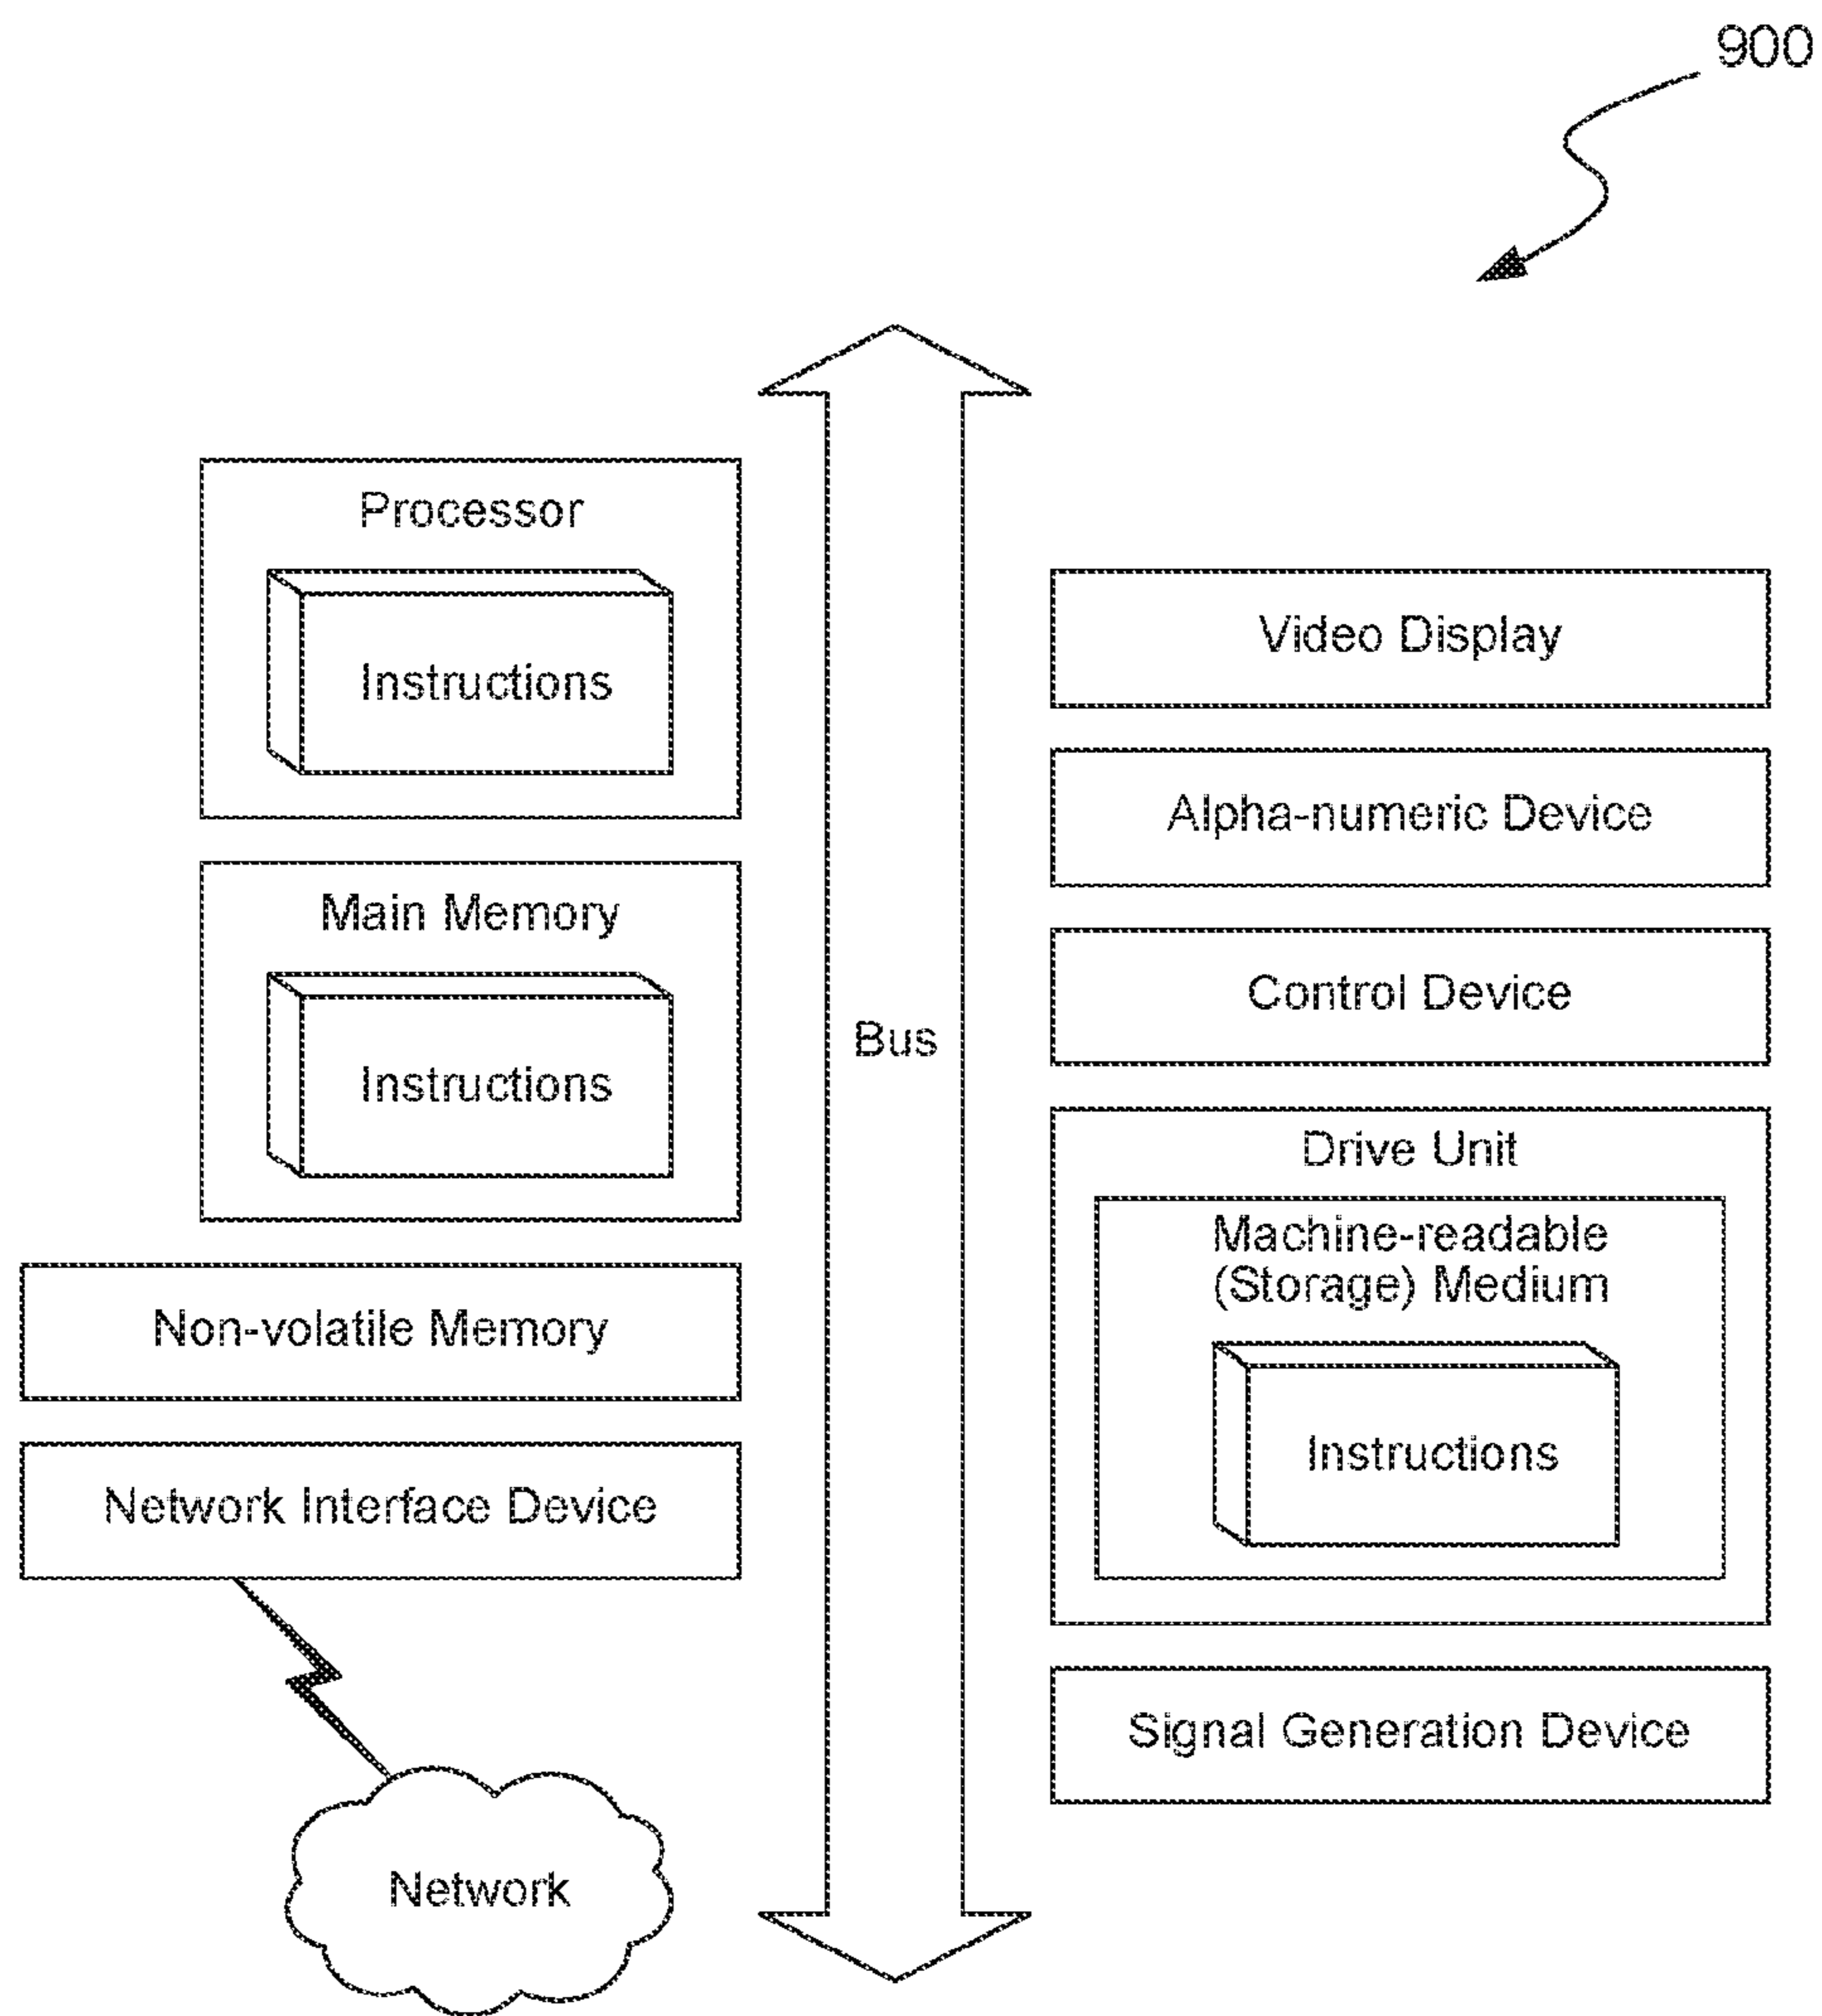 900
Processor
Instructions
Main Memory
Instructions
Non-volatile Memory
Network Interface Device
Network
Bus
Video Display
Alpha-numeric Device
Control Device
Drive Unit
Machine-readable
(Storage) Medium
Instructions
Signal Generation Device